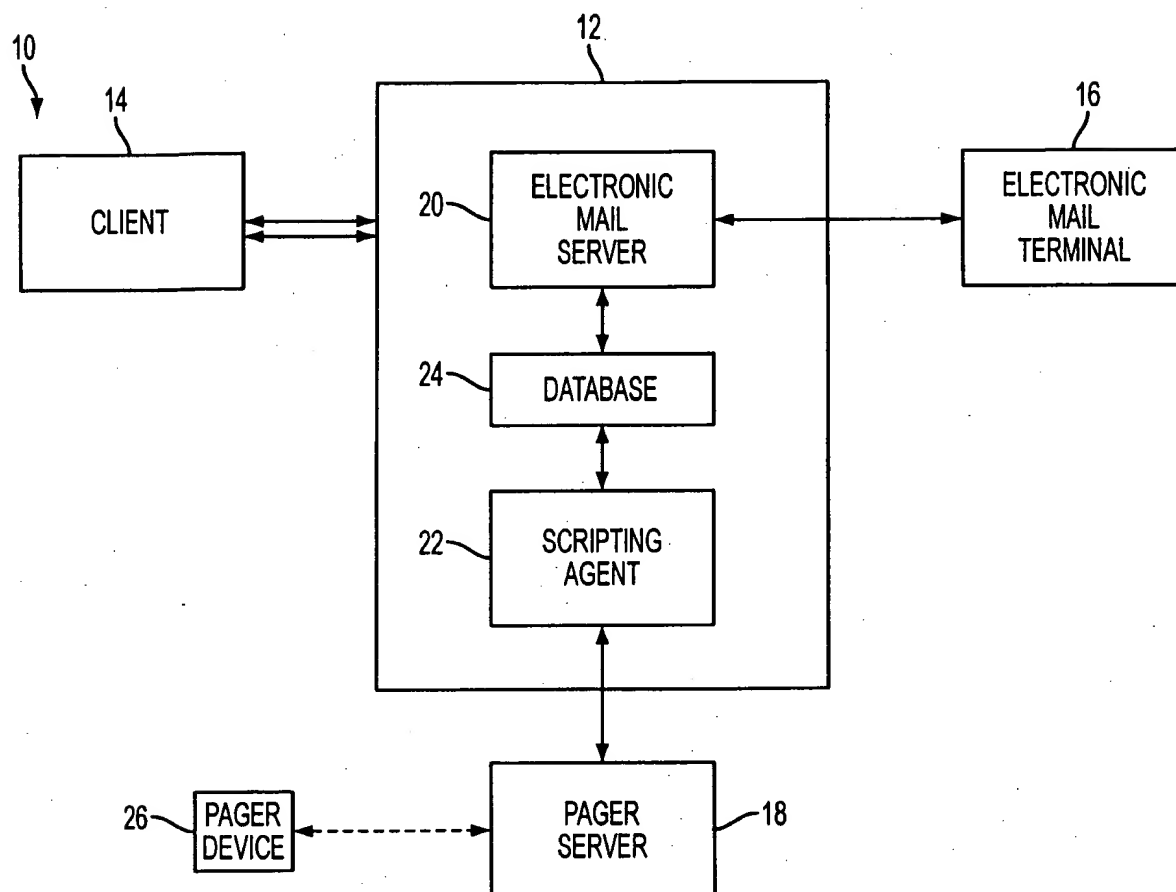 10
14
CLIENT
12
20
ELECTRONIC
MAIL
SERVER
16
ELECTRONIC
MAIL
TERMINAL
24
DATABASE
22
SCRIPTING
AGENT
26
PAGER
DEVICE
PAGER
SERVER
18